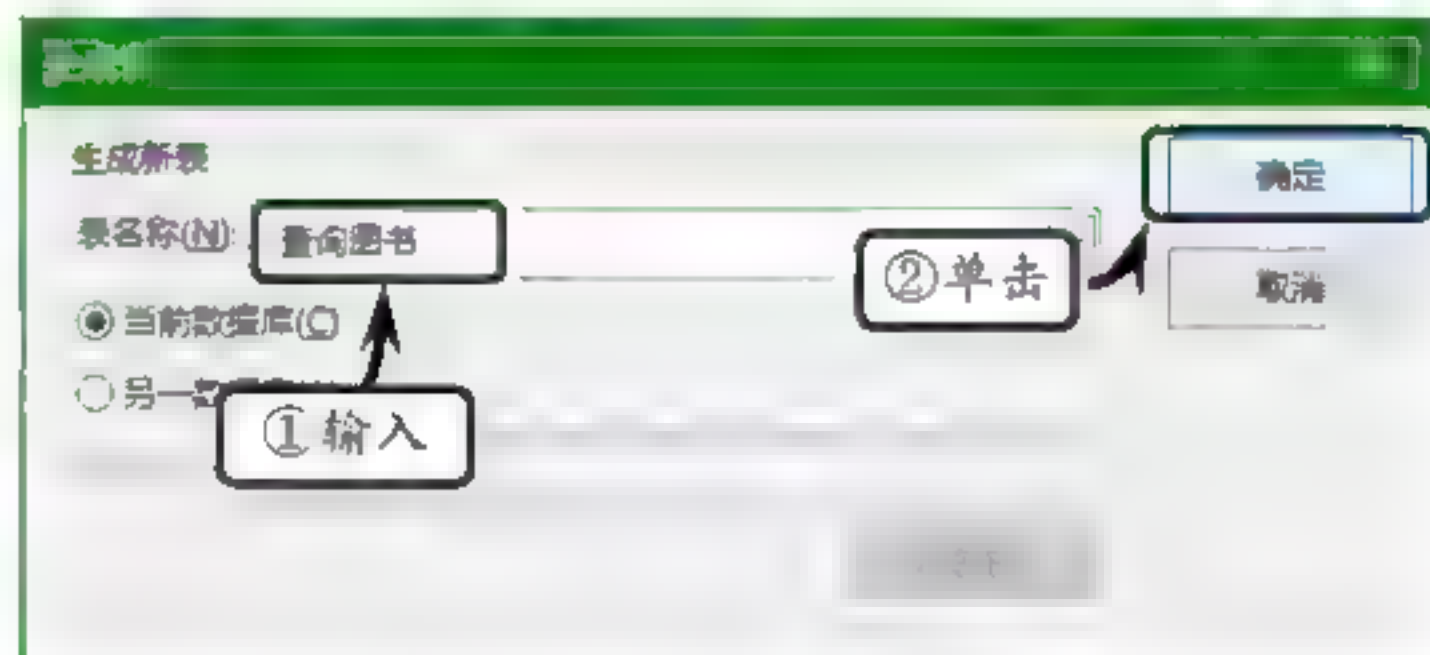 生成新表
表名称(N): 查询图书
当前数据库(C)
另一数
①输入
②单击
确定
取消